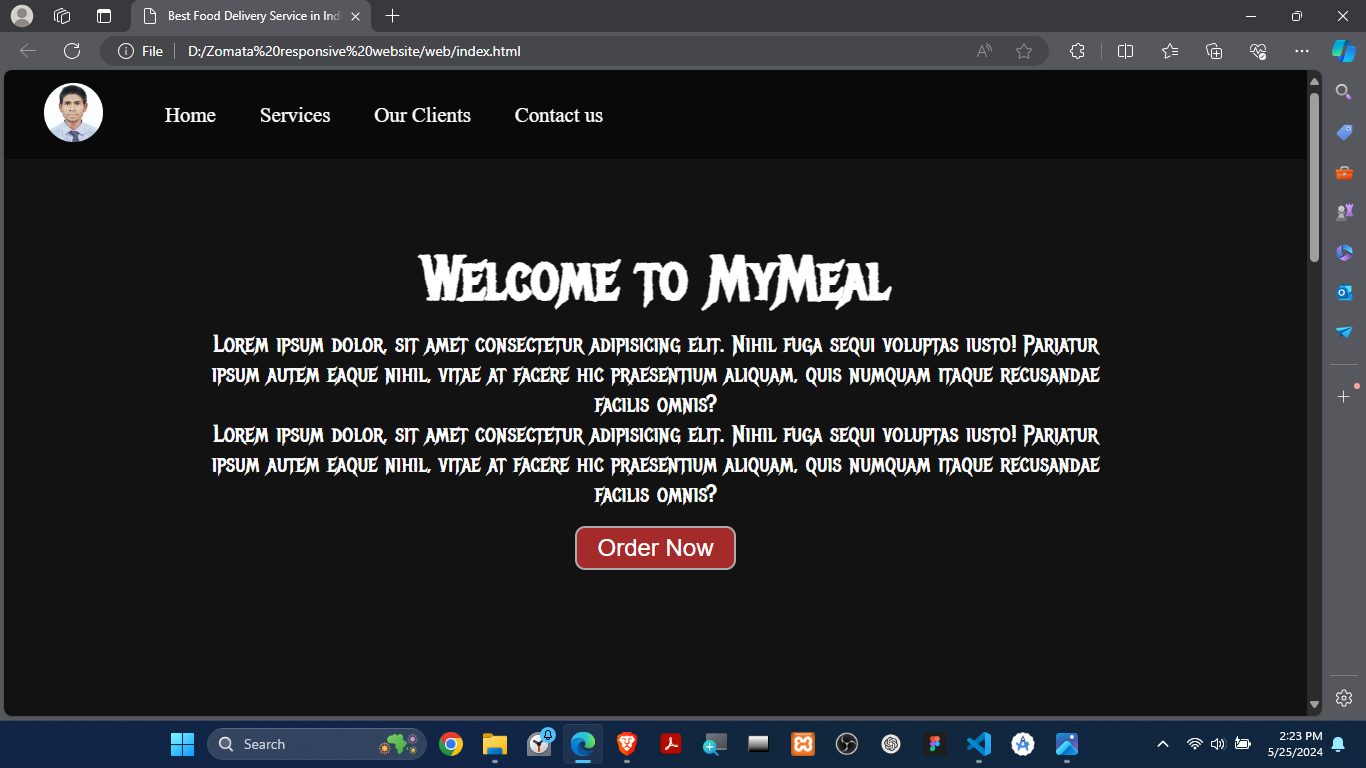 Best Food Delivery Service in Indi
File
D:/Zomata%20responsive%20website/web/index.html
Home
Services
Our Clients
Contact us
Welcome to MyMeal
Lorem ipsum dolor, sit amet consectetur adipisicing elit. Nihil fuga sequi voluptas iusto! Pariatur
ipsum autem eaque nihil, vitae at facere hic praesentium aliquam, quis numquam itaque recusandae
facilis omnis?
Lorem ipsum dolor, sit amet consectetur adipisicing elit. Nihil fuga sequi voluptas iusto! Pariatur
ipsum autem eaque nihil, vitae at facere hic praesentium aliquam, quis numquam itaque recusandae
facilis omnis?
Order Now
Search
2:23 PM
5/25/2024